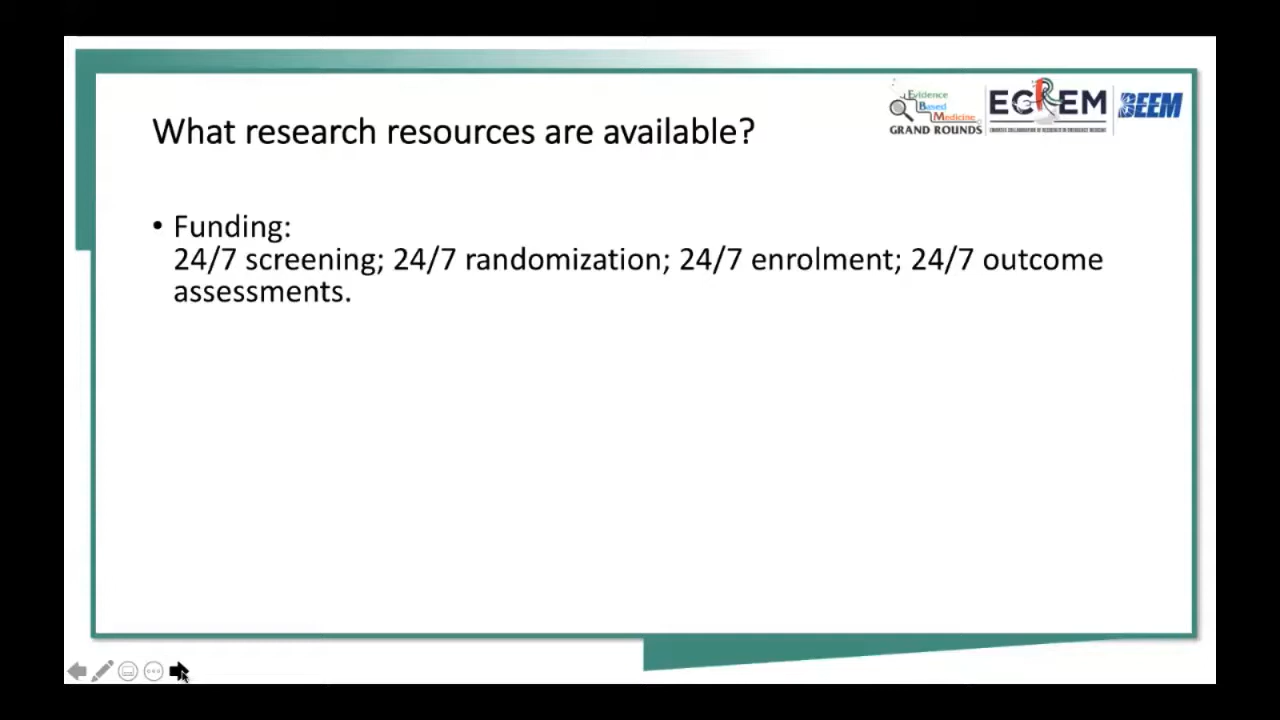 Evidence
Based
Medicine
GRAND ROUNDS
ECREM
BEEM
What research resources are available?
• Funding:
24/7 screening; 24/7 randomization; 24/7 enrolment; 24/7 outcome
assessments.